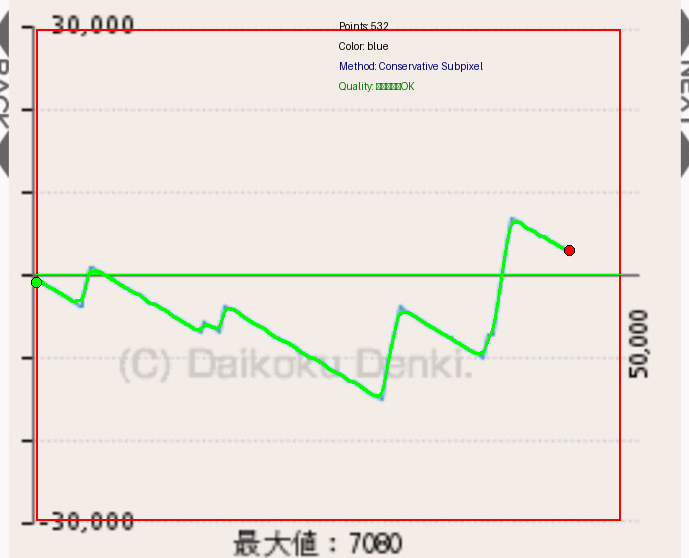 30,000
Points: 532
Color: blue
Method: Conservative Subpixel
Quality: OK
BACK
NEXT
50,000
(C) Daikoku Denki.
-30,000
最大値：7080